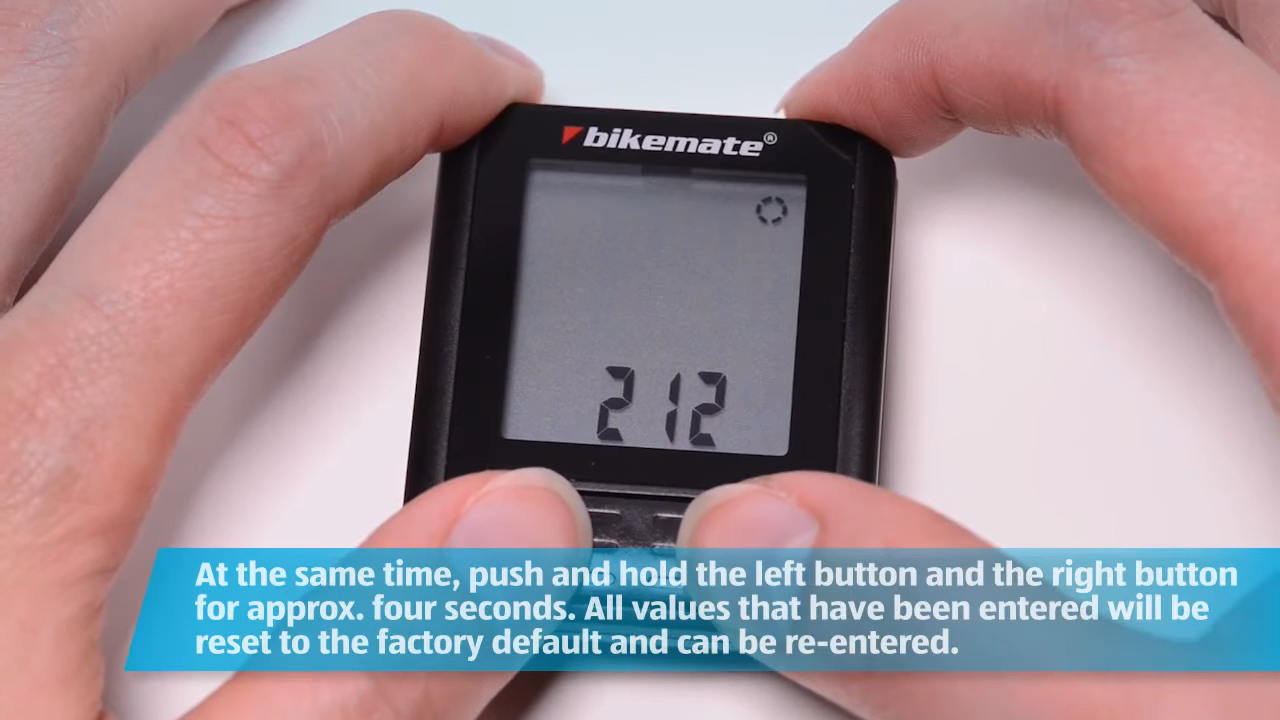 bikemate®
212
At the same time, push and hold the left button and the right button
for approx. four seconds. All values that have been entered will be
reset to the factory default and can be re-entered.